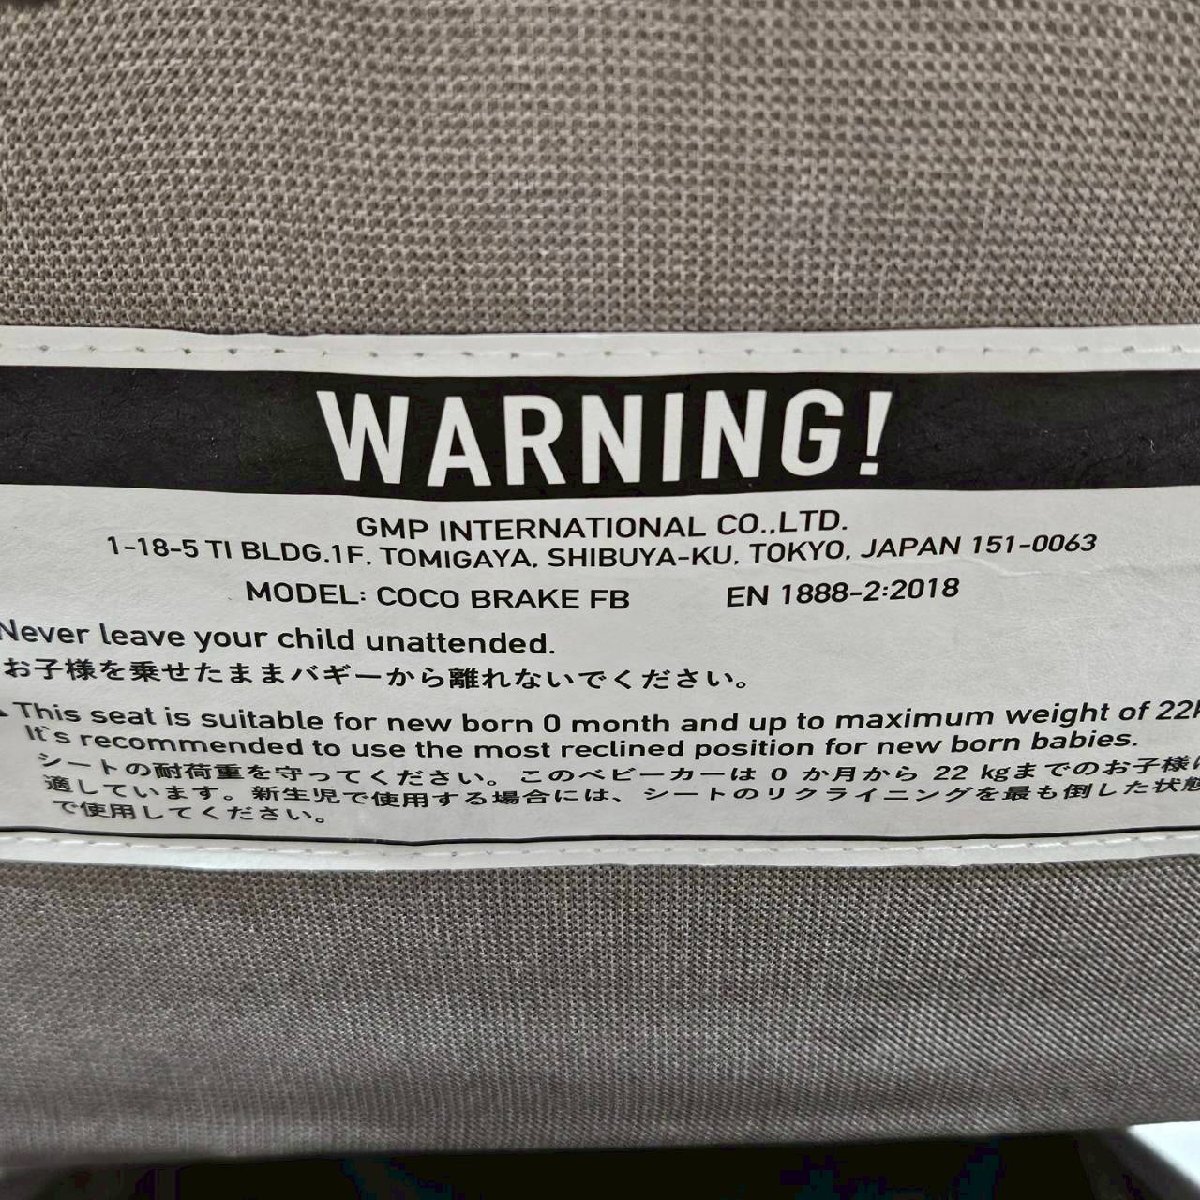 WARNING!
GMP INTERNATIONAL CO.,LTD.
1-18-5 TI BLDG.1F, TOMIGAYA, SHIBUYA-KU, TOKYO, JAPAN 151-0063
MODEL: COCO BRAKE FB EN 1888-2:2018
Never leave your child unattended.
お子様を乗せたままバギーから離れないでください。
This seat is suitable for new born 0 month and up to maximum weight of 22k
It's recommended to use the most reclined position for new born babies.
シートの耐荷重を守ってください。このベビーカーは 0 か月から 22 kgまでのお子様に
適しています。新生児で使用する場合には、シートのリクライニングを最も倒した状態
で使用してください。